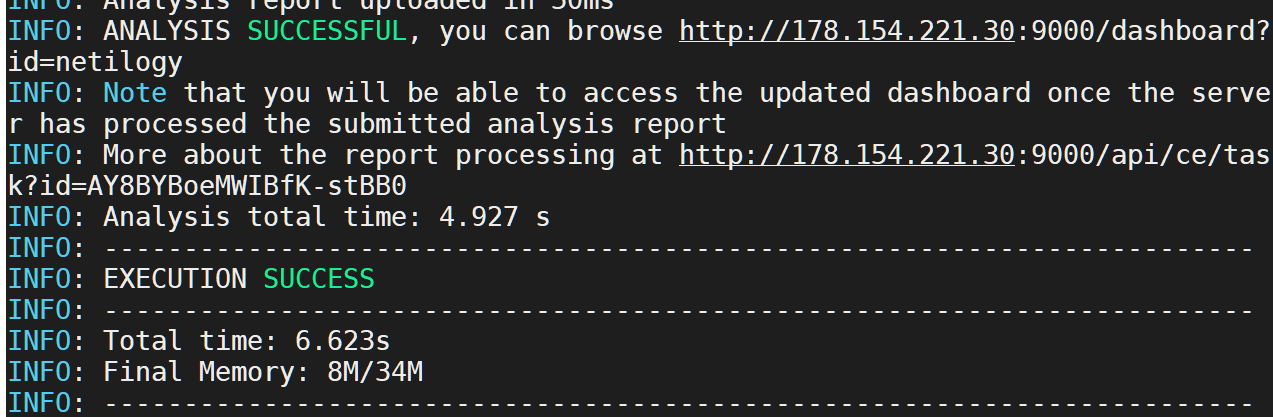 INFO: Analysis report uploaded in 50ms
INFO: ANALYSIS SUCCESSFUL, you can browse http://178.154.221.30:9000/dashboard?
id=netilogy
INFO: Note that you will be able to access the updated dashboard once the serve
r has processed the submitted analysis report
INFO: More about the report processing at http://178.154.221.30:9000/api/ce/tas
k?id=AY8BYBoeMWIBfK-stBB0
INFO: Analysis total time: 4.927 s
INFO: ------------------------------------------------------------------------
INFO: EXECUTION SUCCESS
INFO: ------------------------------------------------------------------------
INFO: Total time: 6.623s
INFO: Final Memory: 8M/34M
INFO: ------------------------------------------------------------------------